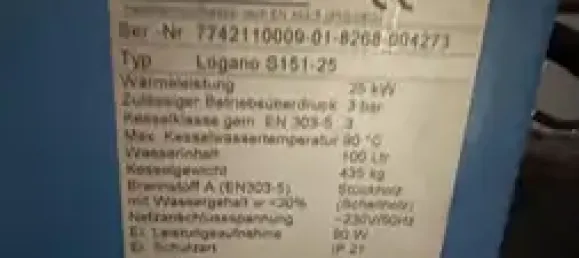 Ser.-Nr. 7742110009-01-8268-004273
Typ Logano S151-25
Wärmeleistung 25 kW
Zulässiger Betriebsüberdruck 3 bar
Kesselklasse gem. EN 303-5 3
Max. Kesselwassertemperatur 90 °C
Wasserinhalt 100 Ltr
Kesselgewicht 435 kg
Brennstoff A (EN303-5) Stückholz
mit Wassergehalt w <20% (Scheitholz)
Netzanschlussspannung ~230V/50Hz
El. Leistungsaufnahme 90 W
El. Schutzart IP 21